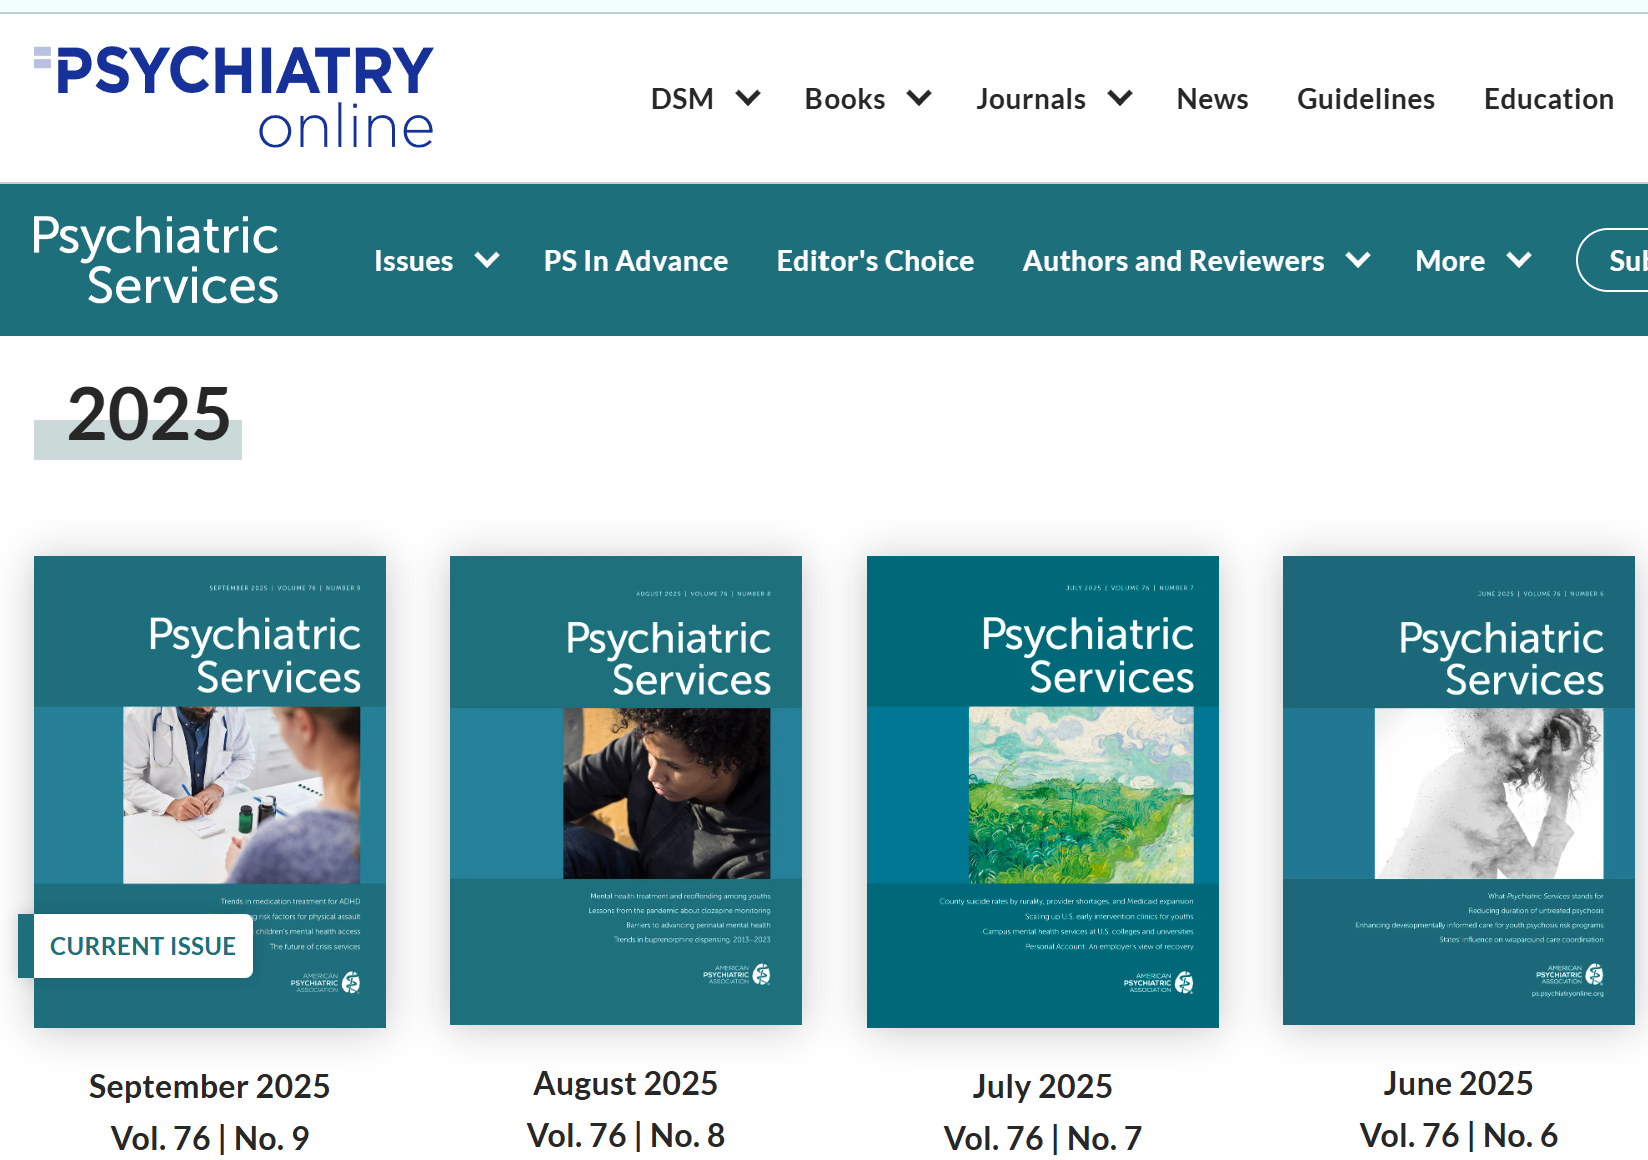 PSYCHIATRY
online
DSM
Books
Journals
News
Guidelines
Education
Psychiatric
Services
Issues
PS In Advance
Editor's Choice
Authors and Reviewers
More
Sub
2025
SEPTEMBER 2025 | VOLUME 76 | NUMBER 9
Psychiatric
Services
Trends in medication treatment for ADHD
risk factors for physical assault
children's mental health access
The future of crisis services
CURRENT ISSUE
AMERICAN
PSYCHIATRIC
ASSOCIATION
September 2025
Vol. 76 | No. 9
AUGUST 2025 | VOLUME 76 | NUMBER 8
Psychiatric
Services
Mental health treatment and reoffending among youths
Lessons from the pandemic about clozapine monitoring
Barriers to advancing perinatal mental health
Trends in buprenorphine dispensing, 2013–2023
AMERICAN
PSYCHIATRIC
ASSOCIATION
August 2025
Vol. 76 | No. 8
JULY 2025 | VOLUME 76 | NUMBER 7
Psychiatric
Services
County suicide rates by rurality, provider shortages, and Medicaid expansion
Scaling up U.S. early intervention clinics for youths
Campus mental health services at U.S. colleges and universities
Personal Account: An employer's view of recovery
AMERICAN
PSYCHIATRIC
ASSOCIATION
July 2025
Vol. 76 | No. 7
JUNE 2025 | VOLUME 76 | NUMBER 6
Psychiatric
Services
What Psychiatric Services stands for
Reducing duration of untreated psychosis
Enhancing developmentally informed care for youth psychosis risk programs
States' influence on wraparound care coordination
AMERICAN
PSYCHIATRIC
ASSOCIATION
ps.psychiatryonline.org
June 2025
Vol. 76 | No. 6